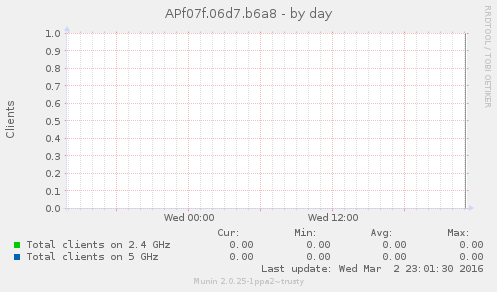 APf07f.06d7.b6a8 - by day
RRDTOOL / TOBI OETIKER
Clients
1.0
0.9
0.8
0.7
0.6
0.5
0.4
0.3
0.2
0.1
0.0
Wed 00:00 Wed 12:00
Cur: Min: Avg: Max:
Total clients on 2.4 GHz 0.00 0.00 0.00 0.00
Total clients on 5 GHz 0.00 0.00 0.00 0.00
Last update: Wed Mar 2 23:01:30 2016
Munin 2.0.25-1ppa2~trusty